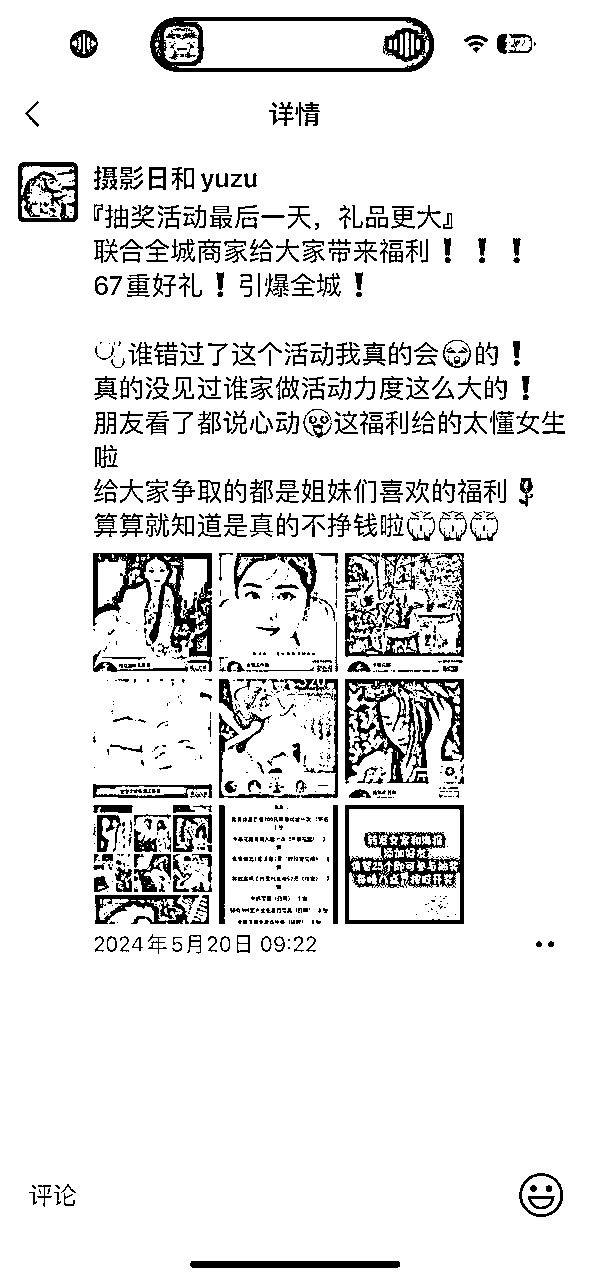 详情
摄影日和yuzu
『抽奖活动最后一天，礼品更大』
联合全城商家给大家带来福利❗❗❗
67重好礼❗引爆全城❗
谁错过了这个活动我真的会😭的❗
真的没见过谁家做活动力度这么大的❗
朋友看了都说心动🤪这福利给的太懂女生
啦
给大家争取的都是姐妹们喜欢的福利🌹
算算就知道是真的不挣钱啦
2024年5月20日 09:22
评论